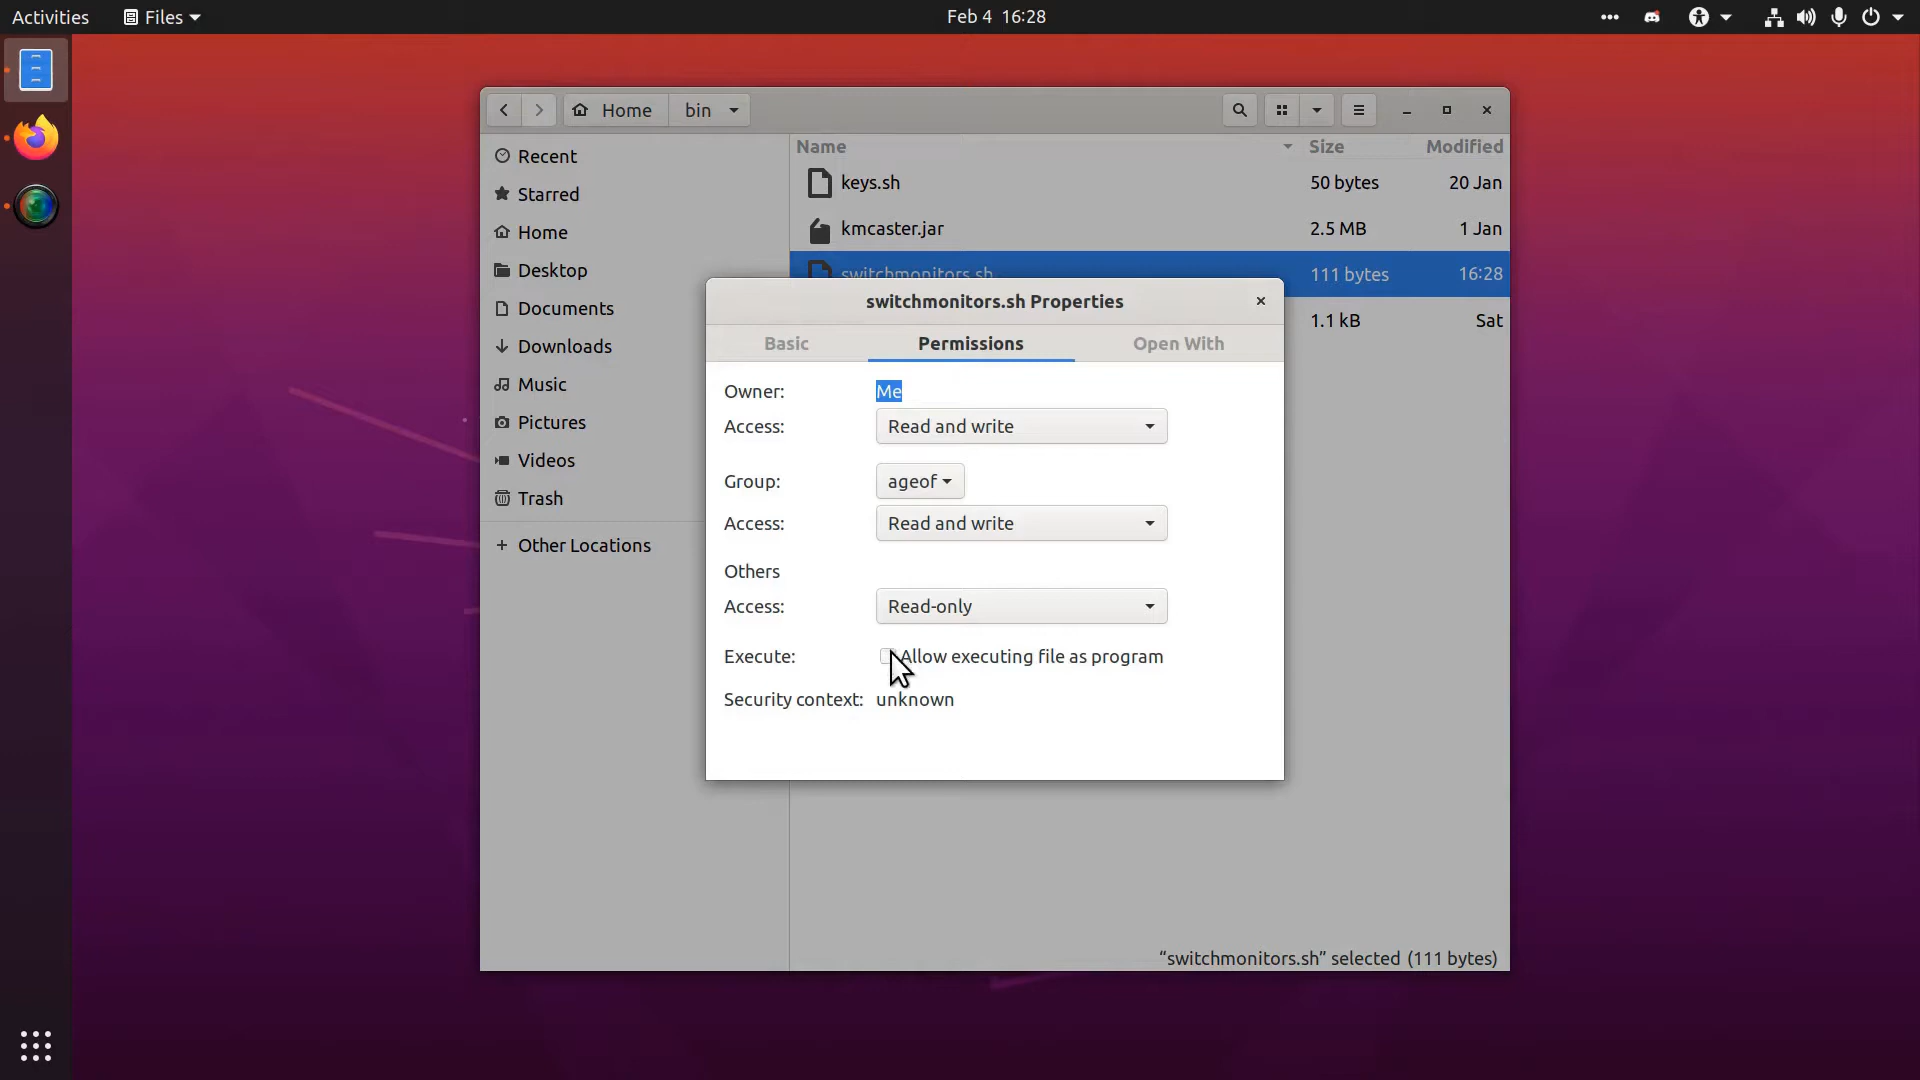 Activities Files Feb 4 16:28
Home bin
Name Size Modified
Recent
Starred
Home
Desktop
Documents
Downloads
Music
Pictures
Videos
Trash
+ Other Locations
keys.sh 50 bytes 20 Jan
kmcaster.jar 2.5 MB 1 Jan
switchmonitors.sh 111 bytes 16:28
1.1 kB Sat
switchmonitors.sh Properties
Basic Permissions Open With
Owner: Me
Access: Read and write
Group: ageof
Access: Read and write
Others
Access: Read-only
Execute: Allow executing file as program
Security context: unknown
“switchmonitors.sh” selected (111 bytes)